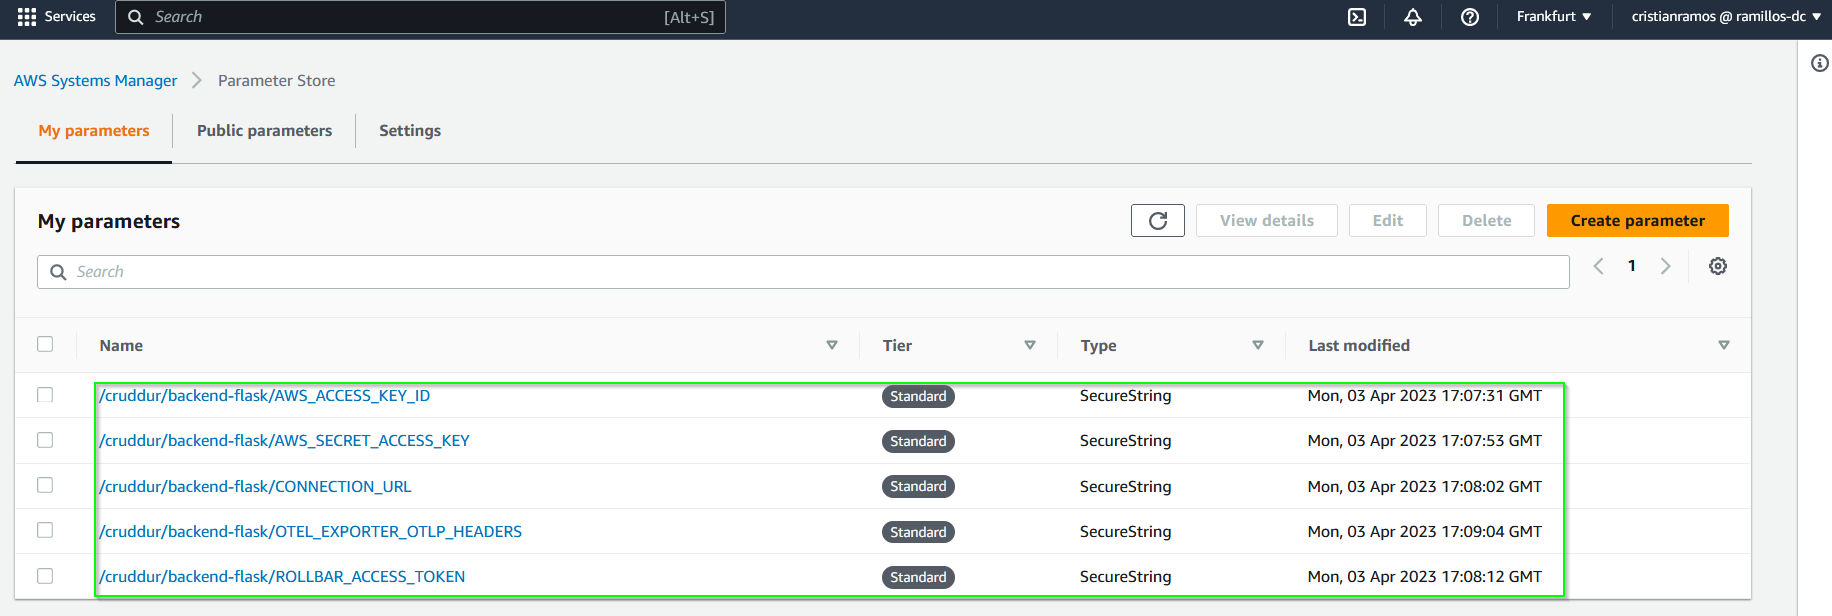 Services Search [Alt+S] Frankfurt ▼ cristianramos @ ramillos-dc ▼
AWS Systems Manager > Parameter Store
My parameters Public parameters Settings
My parameters View details Edit Delete Create parameter
Search 1
Name Tier Type Last modified
/cruddur/backend-flask/AWS_ACCESS_KEY_ID Standard SecureString Mon, 03 Apr 2023 17:07:31 GMT
/cruddur/backend-flask/AWS_SECRET_ACCESS_KEY Standard SecureString Mon, 03 Apr 2023 17:07:53 GMT
/cruddur/backend-flask/CONNECTION_URL Standard SecureString Mon, 03 Apr 2023 17:08:02 GMT
/cruddur/backend-flask/OTEL_EXPORTER_OTLP_HEADERS Standard SecureString Mon, 03 Apr 2023 17:09:04 GMT
/cruddur/backend-flask/ROLLBAR_ACCESS_TOKEN Standard SecureString Mon, 03 Apr 2023 17:08:12 GMT